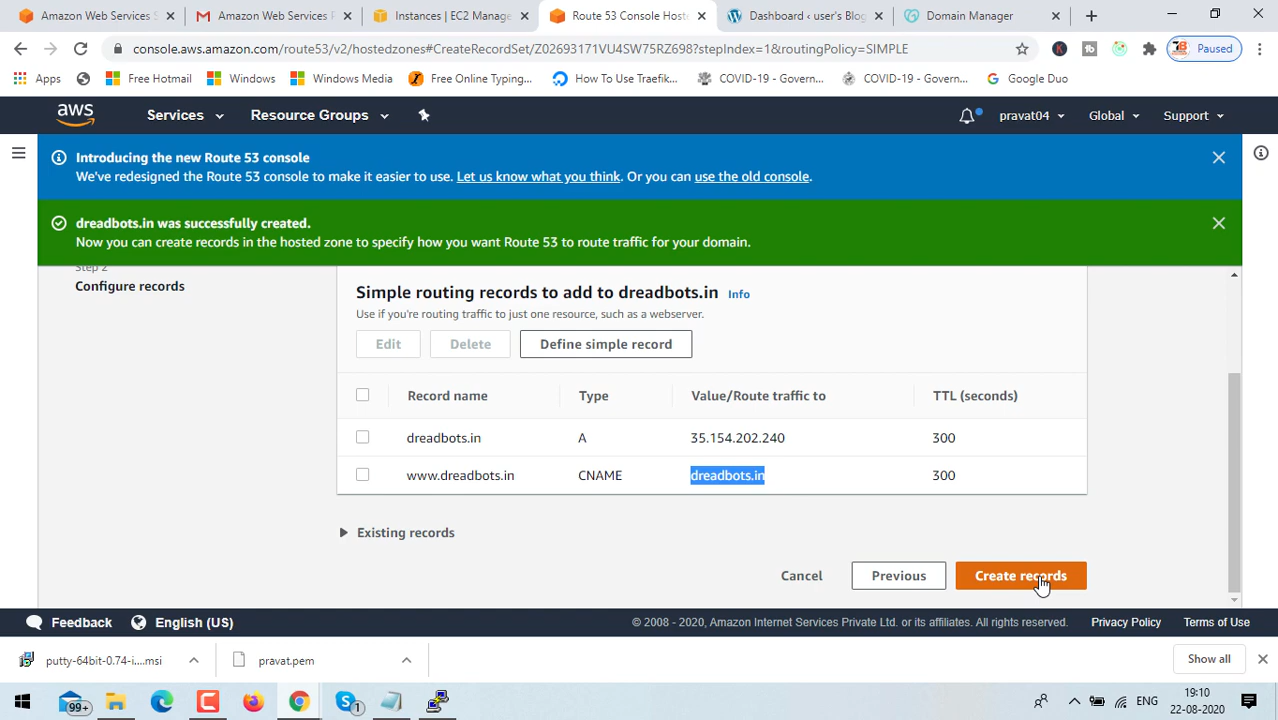 Amazon Web Services S
Amazon Web Services F
Instances | EC2 Manage
Route 53 Console Host
Dashboard ‹ user's Blog
Domain Manager
console.aws.amazon.com/route53/v2/hostedzones#CreateRecordSet/Z02693171VU4SW75RZ698?stepIndex=1&routingPolicy=SIMPLE
Paused
Apps
Free Hotmail
Windows
Windows Media
Free Online Typing...
How To Use Traefik...
COVID-19 - Govern...
COVID-19 - Govern...
Google Duo
aws
Services
Resource Groups
pravat04
Global
Support
Introducing the new Route 53 console
We've redesigned the Route 53 console to make it easier to use. Let us know what you think. Or you can use the old console.
dreadbots.in was successfully created.
Now you can create records in the hosted zone to specify how you want Route 53 to route traffic for your domain.
Step 2
Configure records
Simple routing records to add to dreadbots.in Info
Use if you're routing traffic to just one resource, such as a webserver.
Edit
Delete
Define simple record
Record name
Type
Value/Route traffic to
TTL (seconds)
dreadbots.in
A
35.154.202.240
300
www.dreadbots.in
CNAME
dreadbots.in
300
Existing records
Cancel
Previous
Create records
Feedback
English (US)
© 2008 - 2020, Amazon Internet Services Private Ltd. or its affiliates. All rights reserved.
Privacy Policy
Terms of Use
putty-64bit-0.74-i....msi
pravat.pem
Show all
99+
1
ENG
19:10
22-08-2020